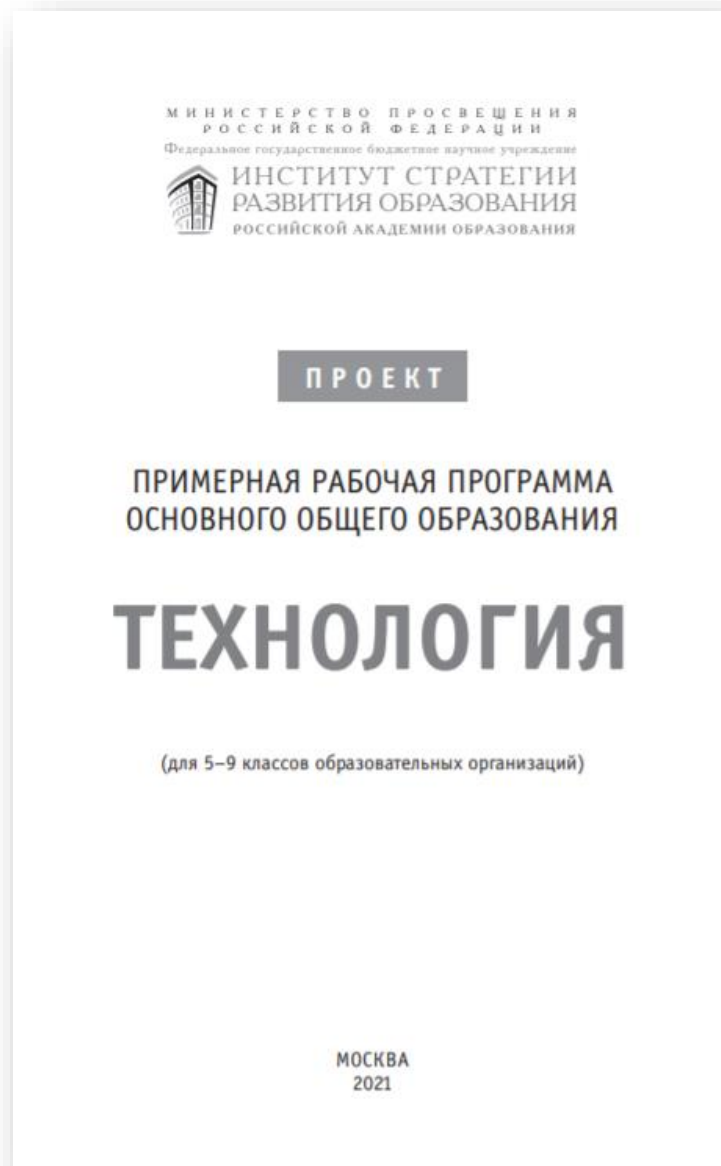 МИНИСТЕРСТВО ПРОСВЕЩЕНИЯ
РОССИЙСКОЙ ФЕДЕРАЦИИ
Федеральное государственное бюджетное научное учреждение
ИНСТИТУТ СТРАТЕГИИ
РАЗВИТИЯ ОБРАЗОВАНИЯ
РОССИЙСКОЙ АКАДЕМИИ ОБРАЗОВАНИЯ
ПРОЕКТ
ПРИМЕРНАЯ РАБОЧАЯ ПРОГРАММА
ОСНОВНОГО ОБЩЕГО ОБРАЗОВАНИЯ
ТЕХНОЛОГИЯ
(для 5–9 классов образовательных организаций)
МОСКВА
2021